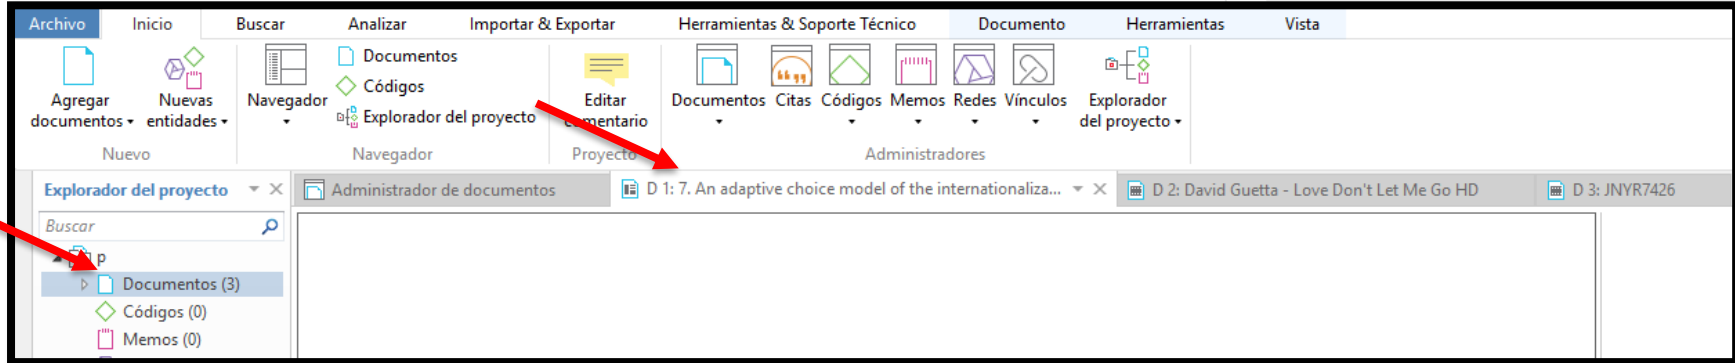 Archivo Inicio Buscar Analizar Importar & Exportar Herramientas & Soporte Técnico Documento Herramientas Vista
Agregar documentos
Nuevas entidades
Navegador
Documentos
Códigos
Explorador del proyecto
Editar comentario
Documentos Citas Códigos Memos Redes Vínculos
Explorador del proyecto
Nuevo Navegador Proyecto Administradores
Explorador del proyecto
Administrador de documentos
D 1: 7. An adaptive choice model of the internationaliza...
D 2: David Guetta - Love Don't Let Me Go HD
D 3: JNYR7426
Buscar
p
Documentos (3)
Códigos (0)
Memos (0)